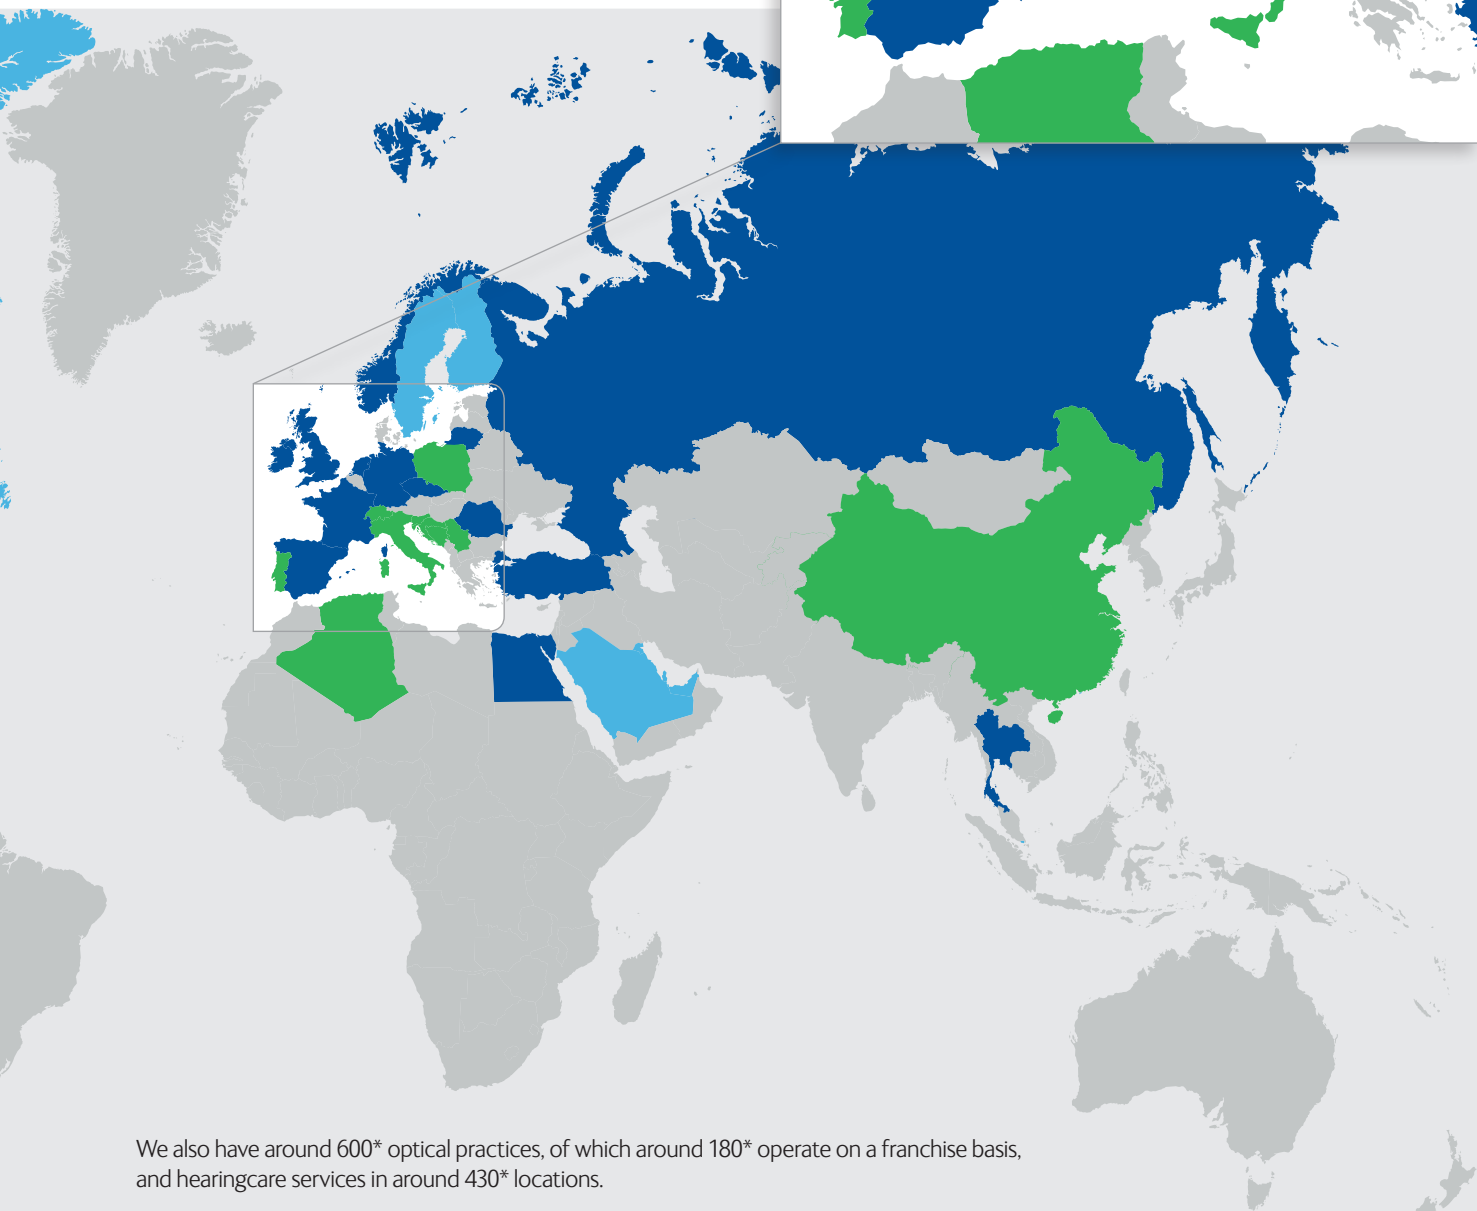 We also have around 600* optical practices, of which around 180* operate on a franchise basis,
and hearingcare services in around 430* locations.